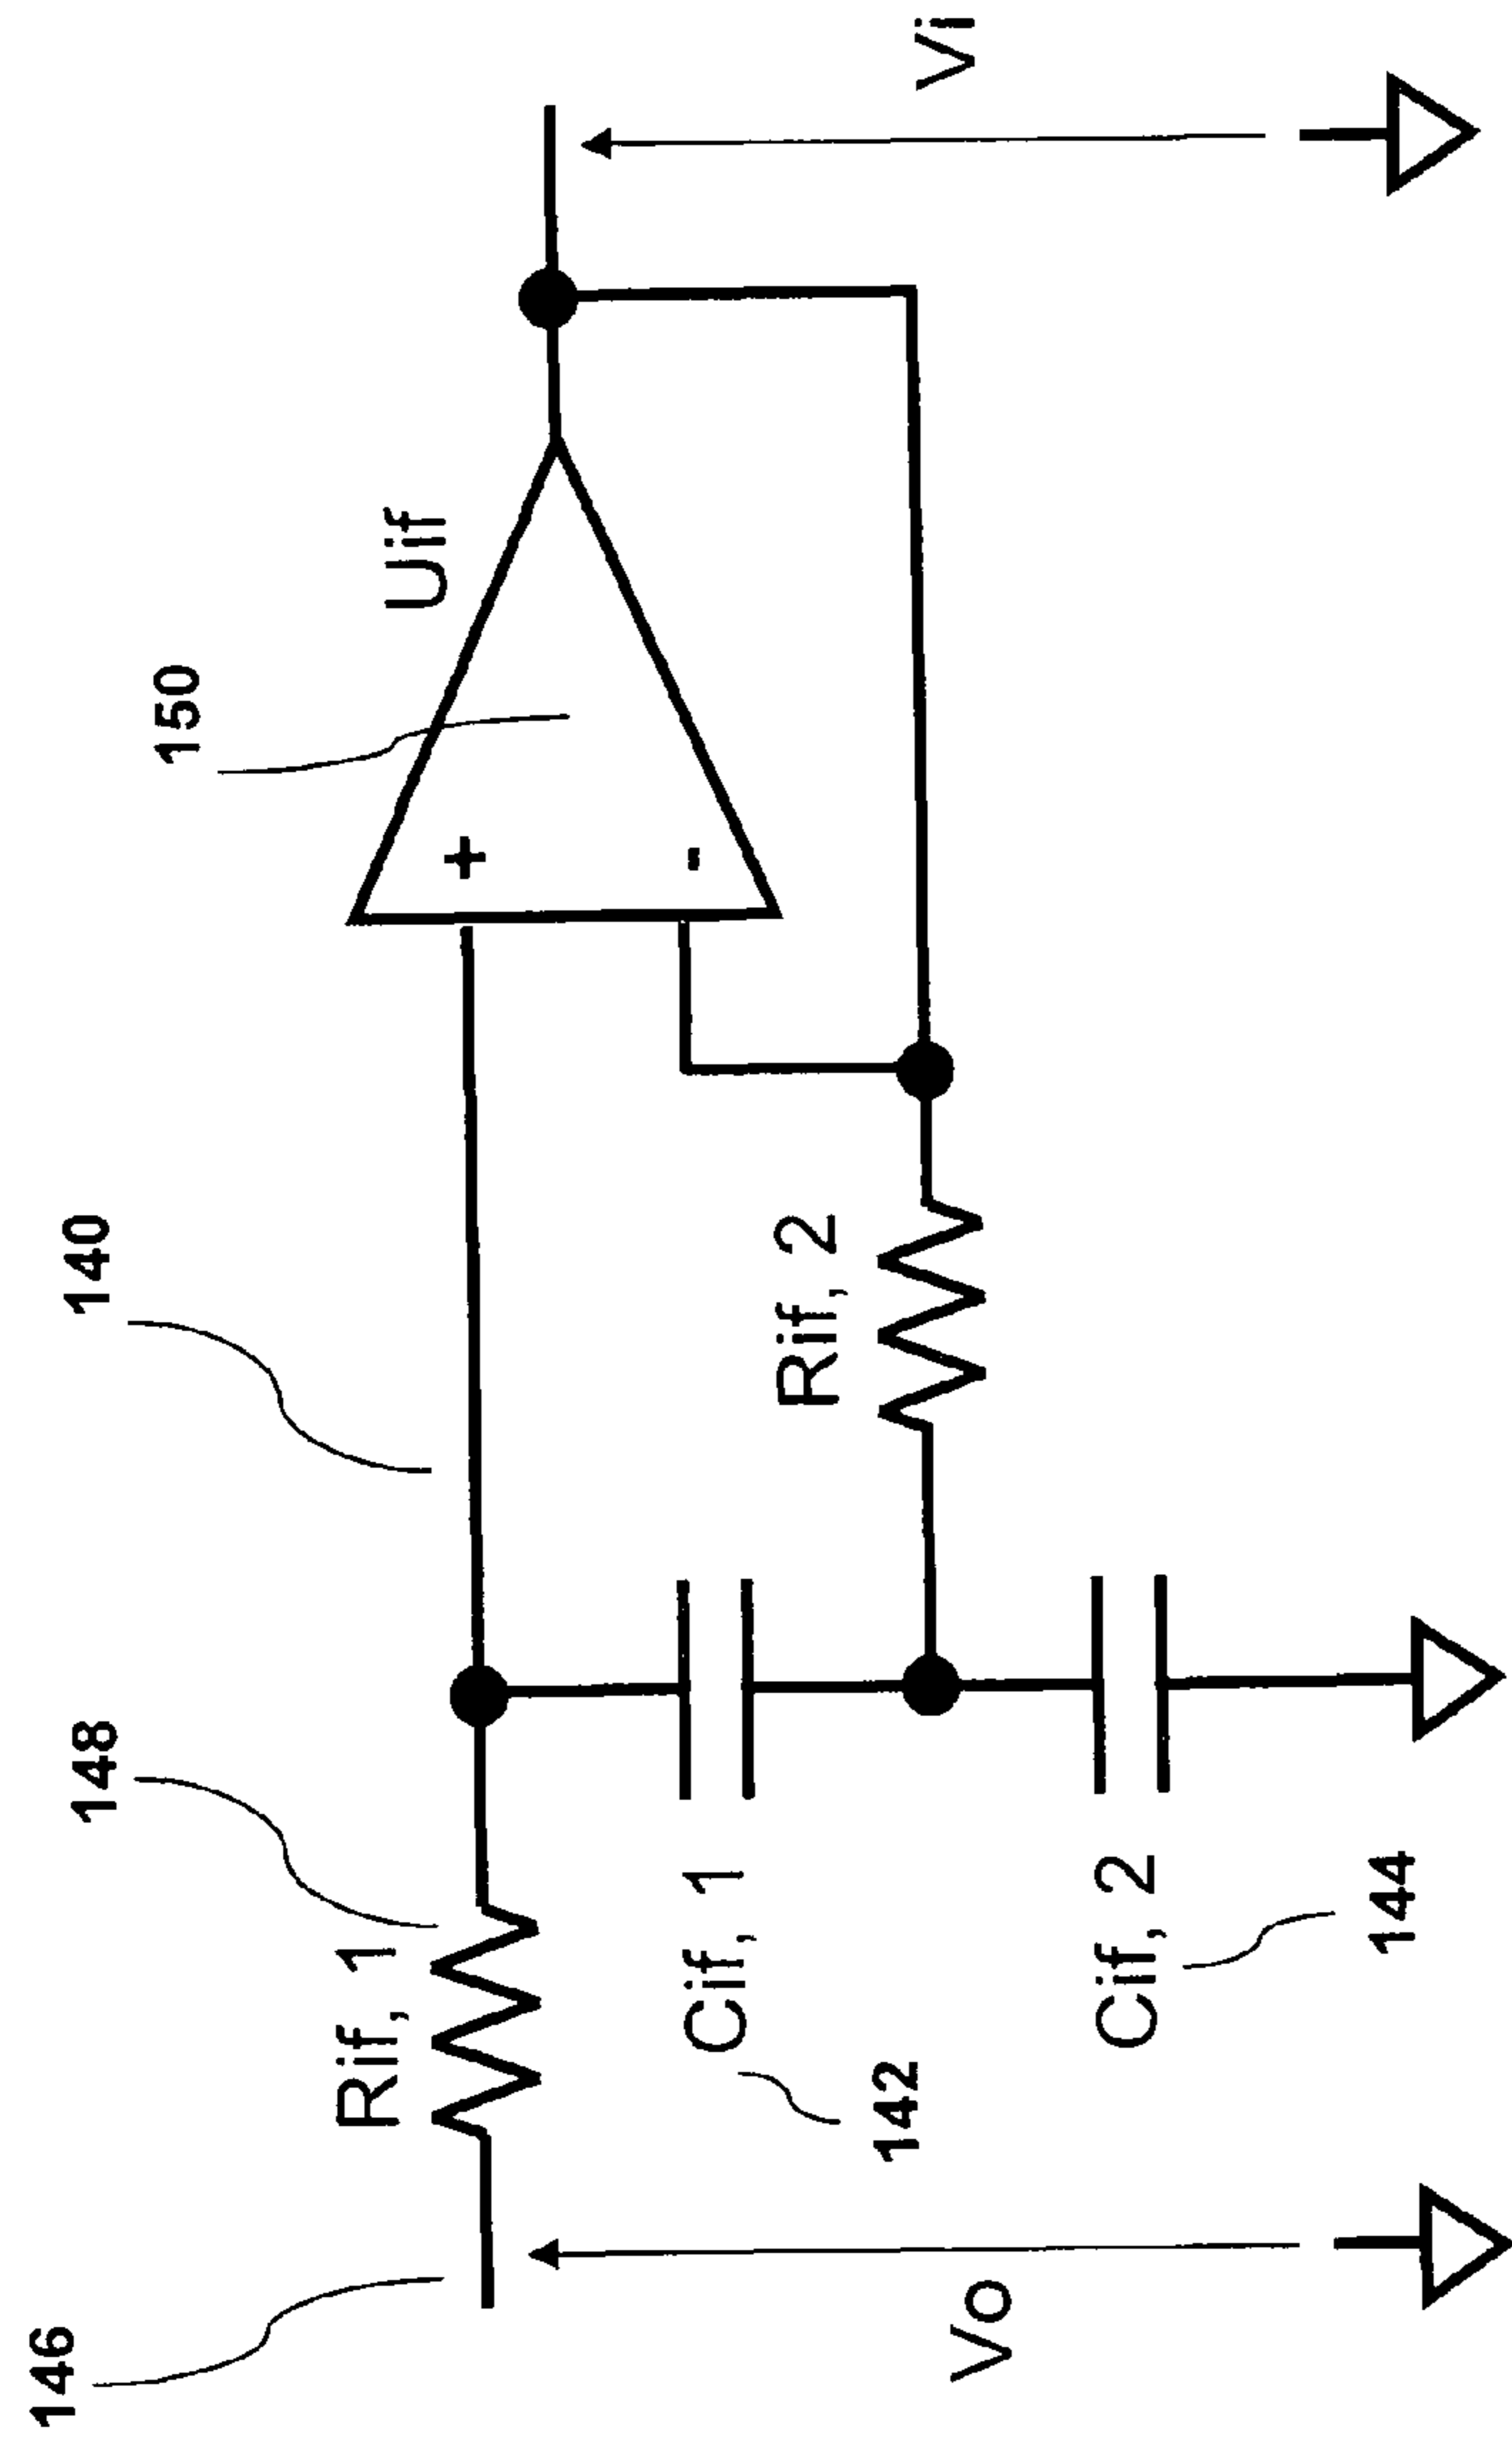 146
148
140
150
Rif, 1
Uif
+
-
Cif, 1
142
Rif, 2
Cif, 2
144
Vo
Vi